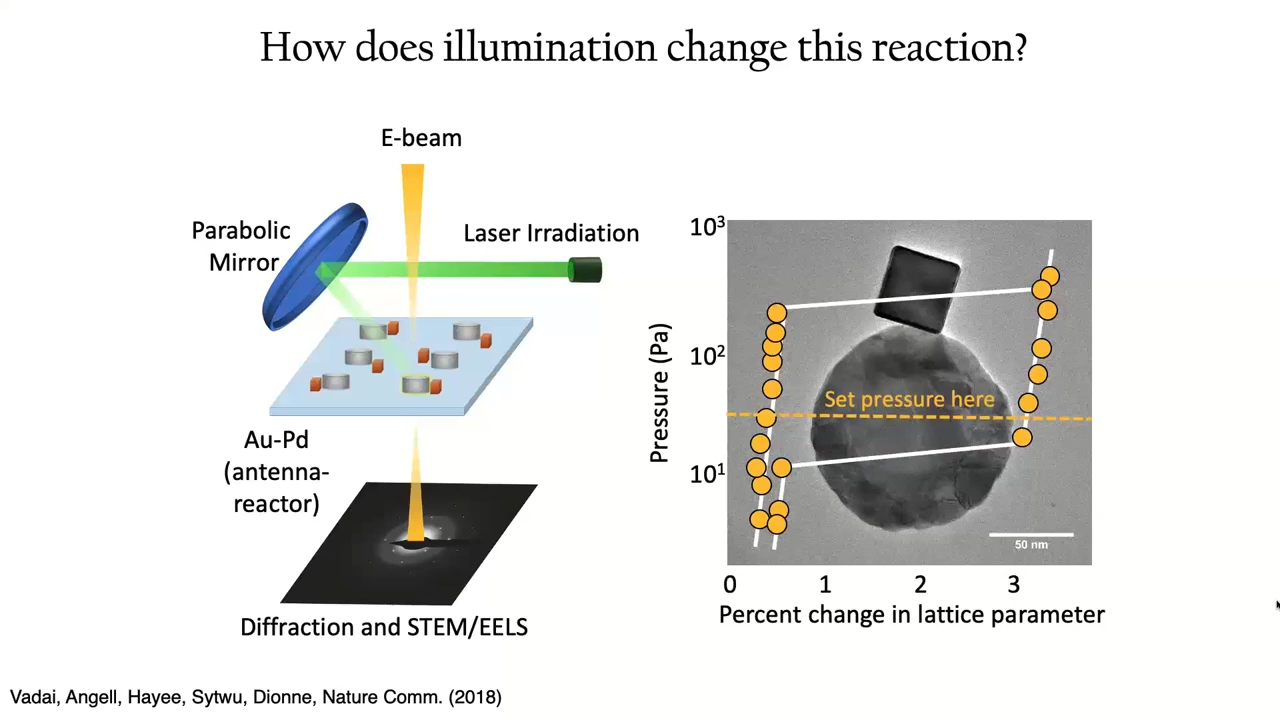 How does illumination change this reaction?
E-beam
Parabolic
Mirror
Laser Irradiation
Au-Pd
(antenna-
reactor)
Diffraction and STEM/EELS
10³
10²
10¹
Pressure (Pa)
Set pressure here
50 nm
0 1 2 3
Percent change in lattice parameter
Vadai, Angell, Hayee, Sytwu, Dionne, Nature Comm. (2018)